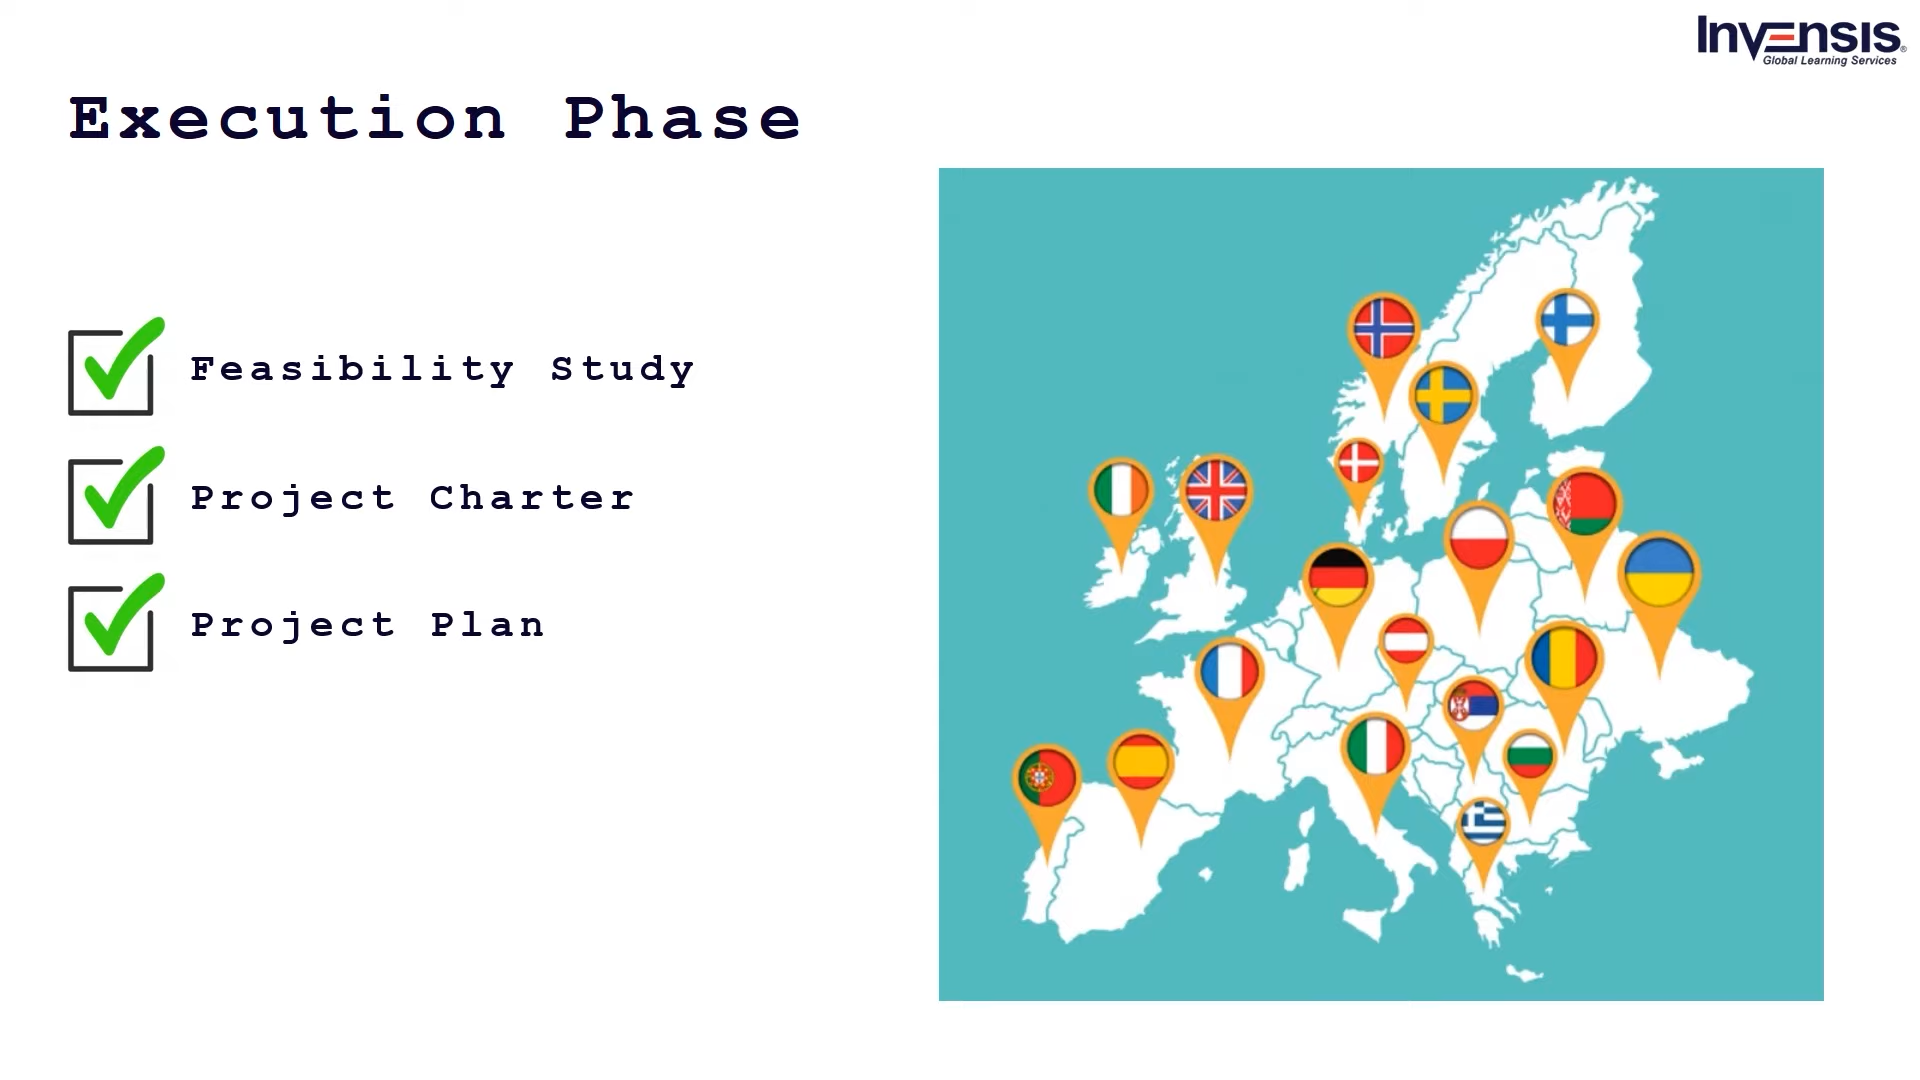 Invensis®
Global Learning Services
Execution Phase
Feasibility Study
Project Charter
Project Plan